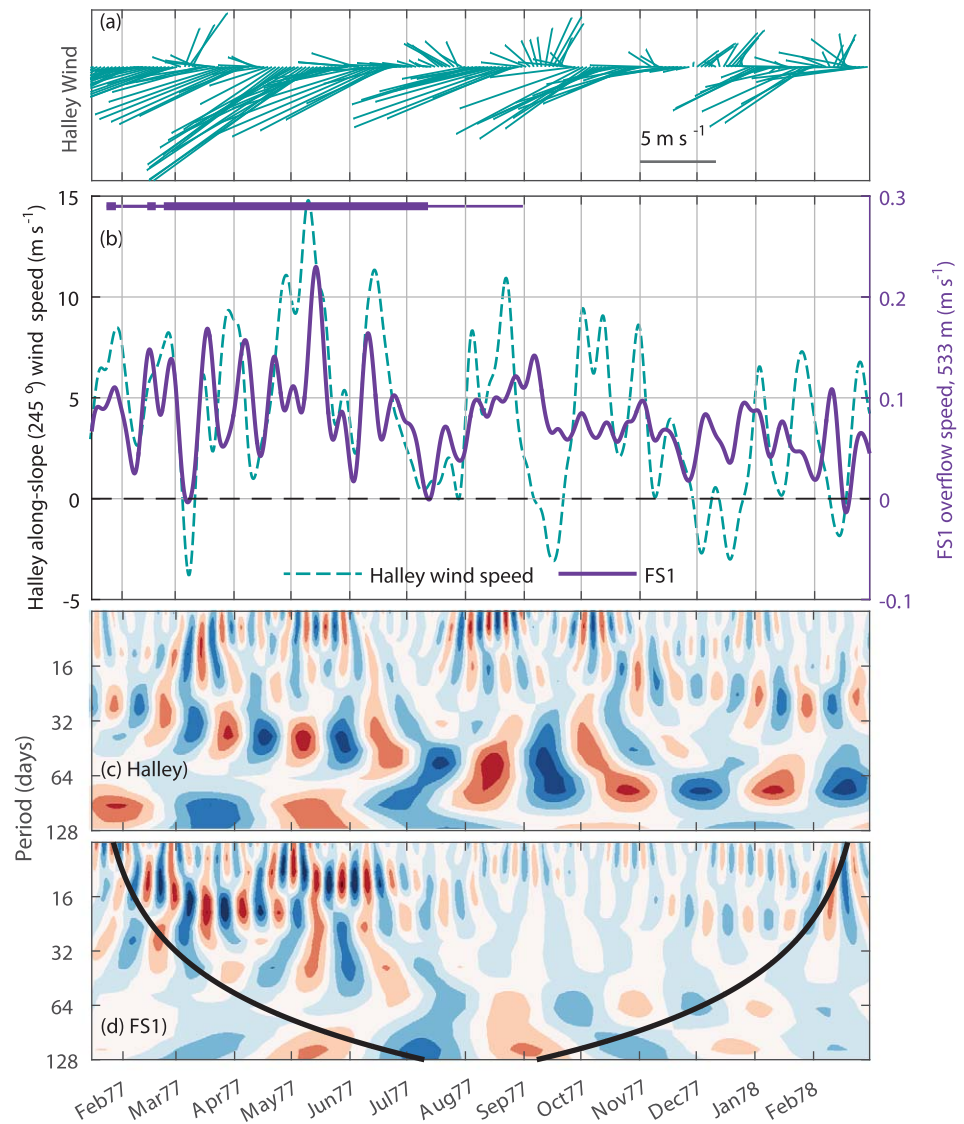 (a)
Halley Wind
5 m s -1
Halley along-slope (245 o) wind speed (m s-1)
15
10
5
0
-5
(b)
Halley wind speed
FS1
0.3
0.2
0.1
0
-0.1
FS1 overflow speed, 533 m (m s-1)
Period (days)
16
32
64
128
(c) Halley)
16
32
64
128
(d) FS1)
Feb77
Mar77
Apr77
May77
Jun77
Jul77
Aug77
Sep77
Oct77
Nov77
Dec77
Jan78
Feb78